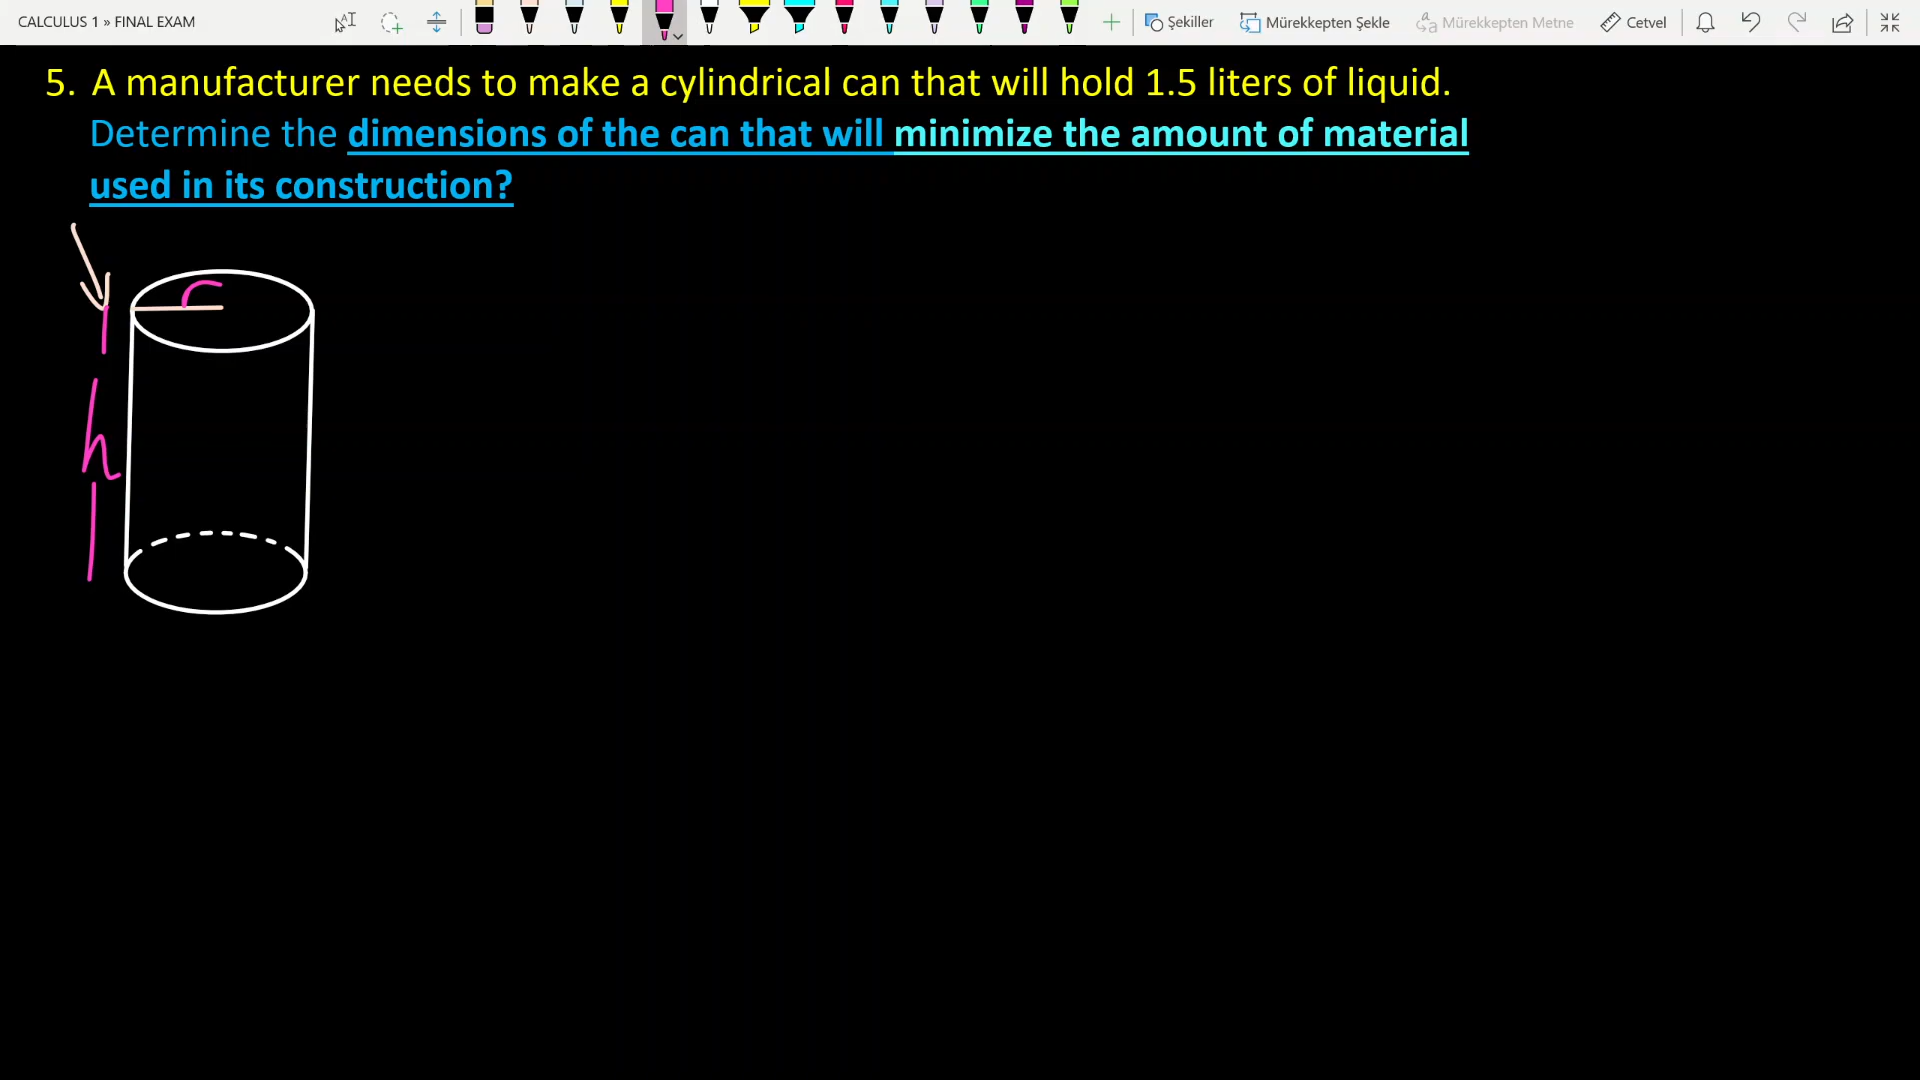 CALCULUS 1 » FINAL EXAM
Şekiller
Mürekkepten Şekle
Mürekkepten Metne
Cetvel
5. A manufacturer needs to make a cylindrical can that will hold 1.5 liters of liquid.
Determine the dimensions of the can that will minimize the amount of material
used in its construction?
r
h